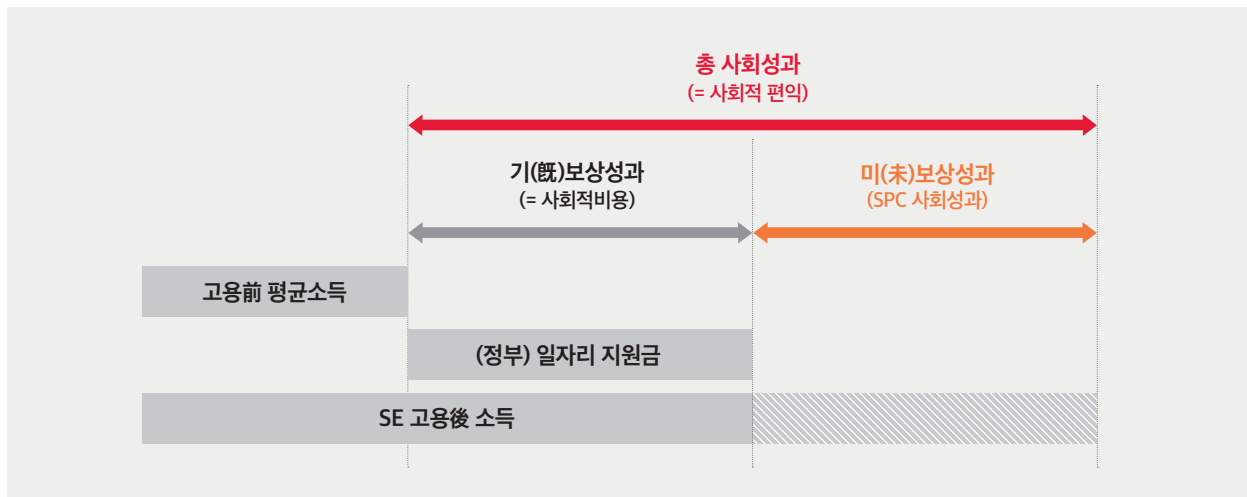 총 사회성과
(= 사회적 편익)
기(旣)보상성과
(= 사회적비용)
미(未)보상성과
(SPC 사회성과)
고용前 평균소득
(정부) 일자리 지원금
SE 고용後 소득